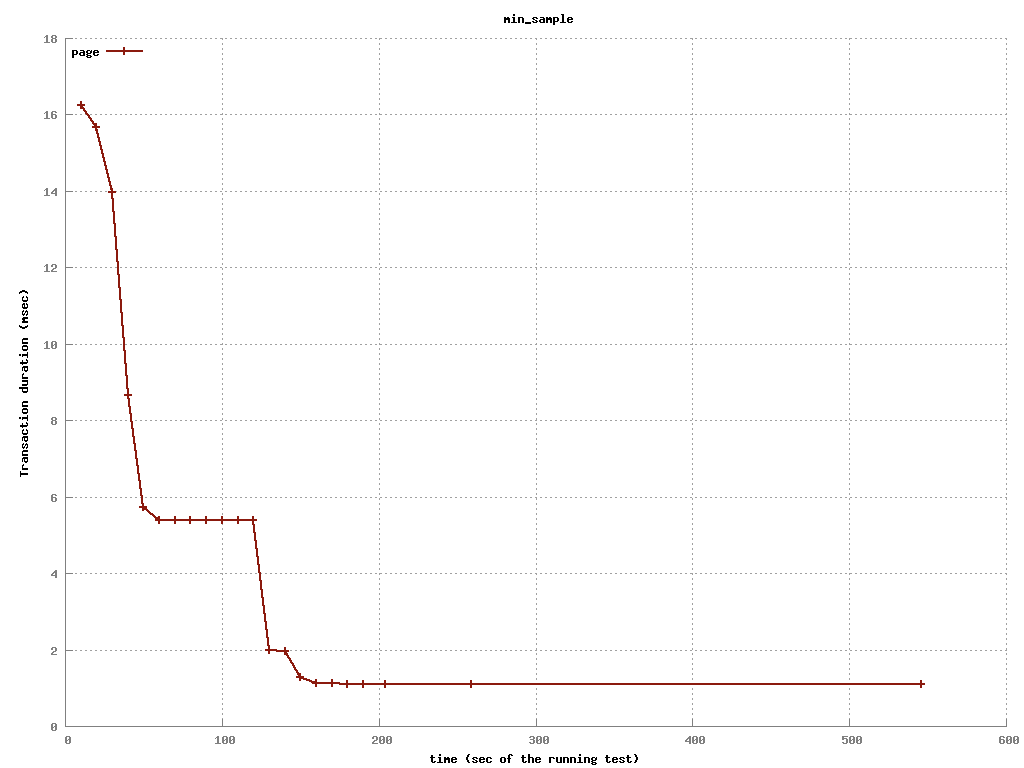 min_sample
page
18
16
14
12
10
8
6
4
2
0
Transaction duration (msec)
0 100 200 300 400 500 600
time (sec of the running test)